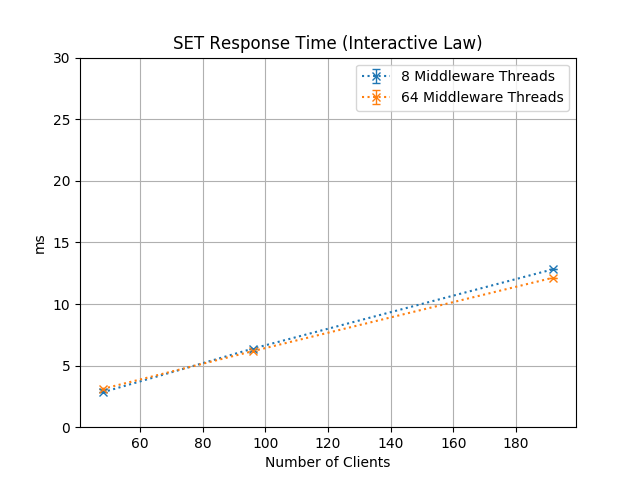 SET Response Time (Interactive Law)
30
25
20
15
10
5
0
ms
8 Middleware Threads
64 Middleware Threads
60 80 100 120 140 160 180
Number of Clients